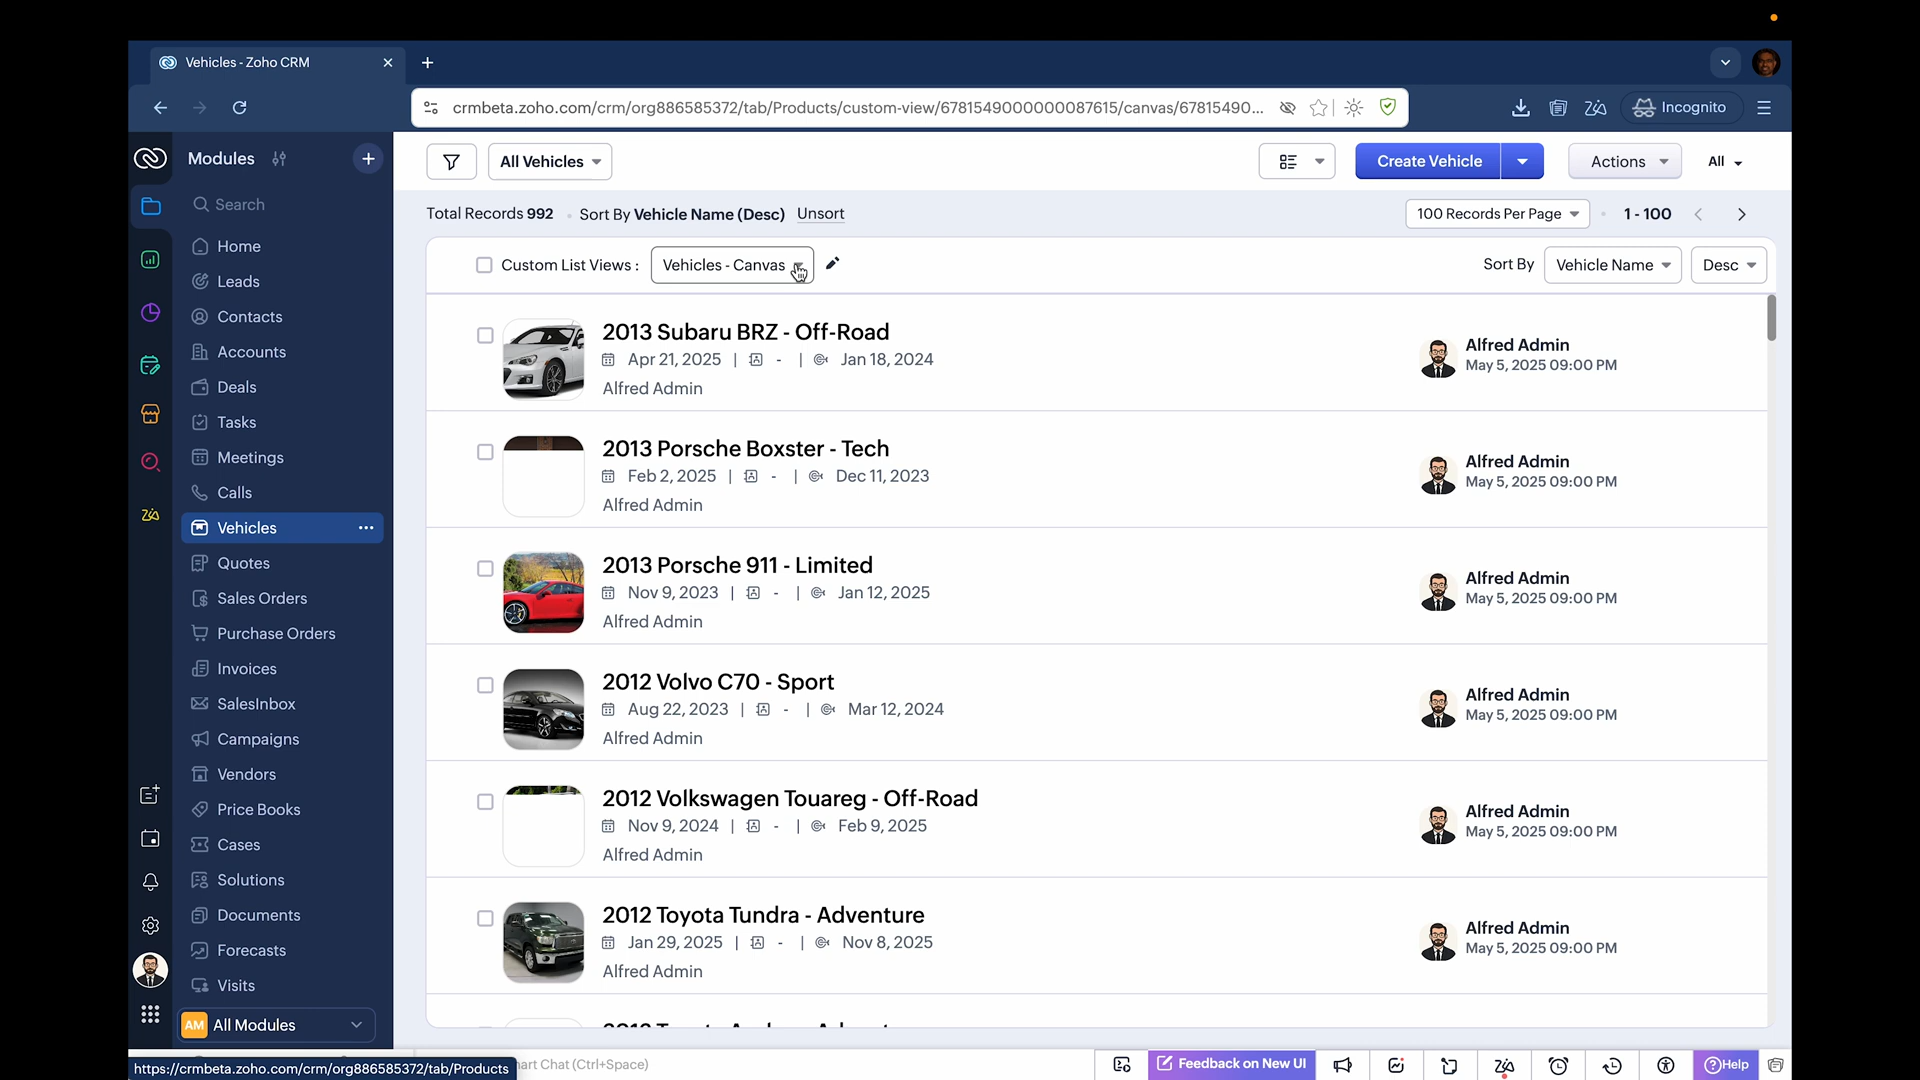 Vehicles - Zoho CRM
crmbeta.zoho.com/crm/org886585372/tab/Products/custom-view/6781549000000087615/canvas/67815490...
Incognito
Modules
Search
Home
Leads
Contacts
Accounts
Deals
Tasks
Meetings
Calls
Vehicles
Quotes
Sales Orders
Purchase Orders
Invoices
SalesInbox
Campaigns
Vendors
Price Books
Cases
Solutions
Documents
Forecasts
Visits
AM All Modules
All Vehicles
Create Vehicle
Actions
All
Total Records 992
Sort By Vehicle Name (Desc) Unsort
100 Records Per Page
1 - 100
Custom List Views : Vehicles - Canvas
Sort By Vehicle Name Desc
2013 Subaru BRZ - Off-Road
Apr 21, 2025 | - | Jan 18, 2024
Alfred Admin
Alfred Admin
May 5, 2025 09:00 PM
2013 Porsche Boxster - Tech
Feb 2, 2025 | - | Dec 11, 2023
Alfred Admin
Alfred Admin
May 5, 2025 09:00 PM
2013 Porsche 911 - Limited
Nov 9, 2023 | - | Jan 12, 2025
Alfred Admin
Alfred Admin
May 5, 2025 09:00 PM
2012 Volvo C70 - Sport
Aug 22, 2023 | - | Mar 12, 2024
Alfred Admin
Alfred Admin
May 5, 2025 09:00 PM
2012 Volkswagen Touareg - Off-Road
Nov 9, 2024 | - | Feb 9, 2025
Alfred Admin
Alfred Admin
May 5, 2025 09:00 PM
2012 Toyota Tundra - Adventure
Jan 29, 2025 | - | Nov 8, 2025
Alfred Admin
Alfred Admin
May 5, 2025 09:00 PM
https://crmbeta.zoho.com/crm/org886585372/tab/Products
art Chat (Ctrl+Space)
Feedback on New UI
Help